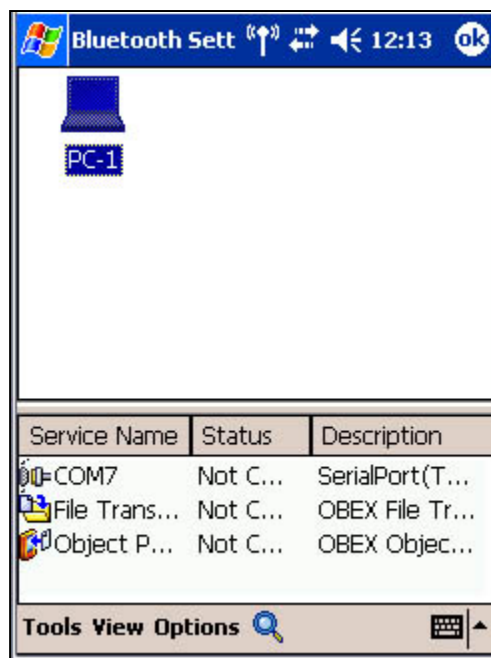 Bluetooth Sett 12:13 ok
PC-1
Service Name Status Description
COM7 Not C... SerialPort(T...
File Trans... Not C... OBEX File Tr...
Object P... Not C... OBEX Objec...
Tools View Options